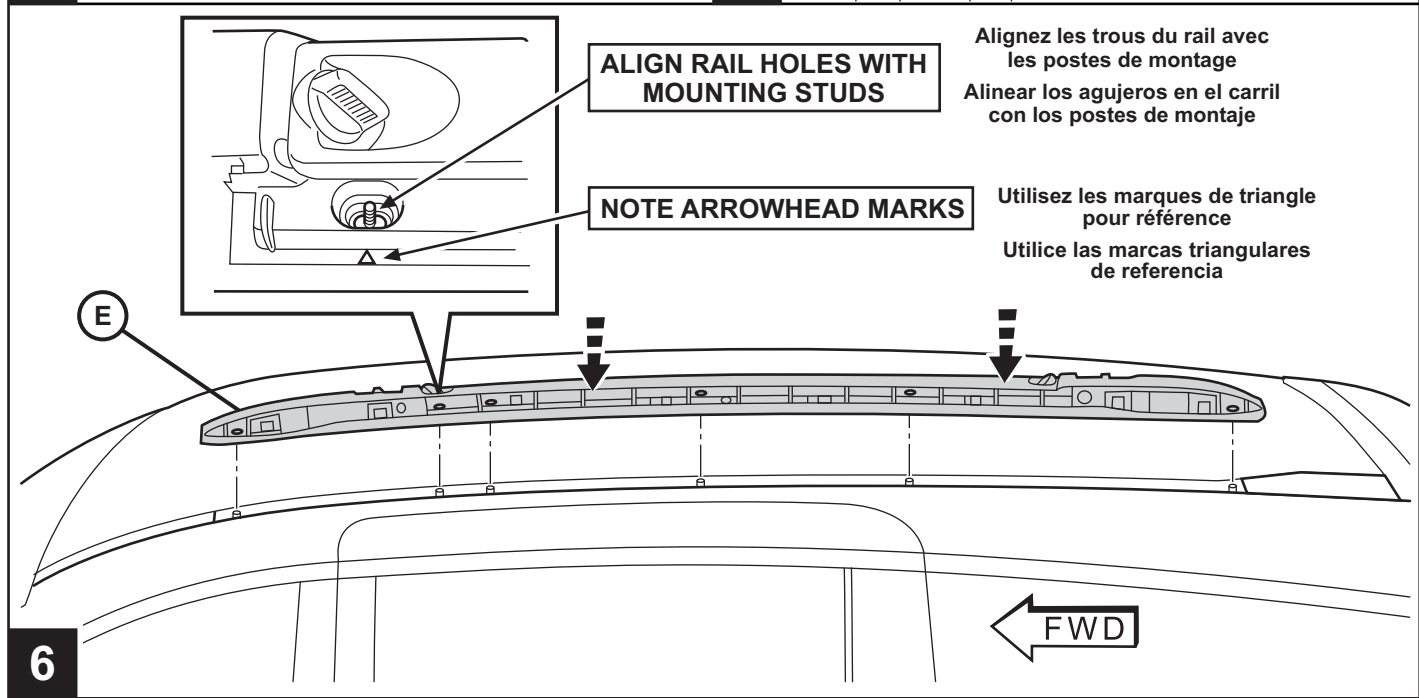 ALIGN RAIL HOLES WITH
MOUNTING STUDS
Alignez les trous du rail avec
les postes de montage
Alinear los agujeros en el carril
con los postes de montaje
NOTE ARROWHEAD MARKS
Utilisez les marques de triangle
pour référence
Utilice las marcas triangulares
de referencia
E
FWD
6